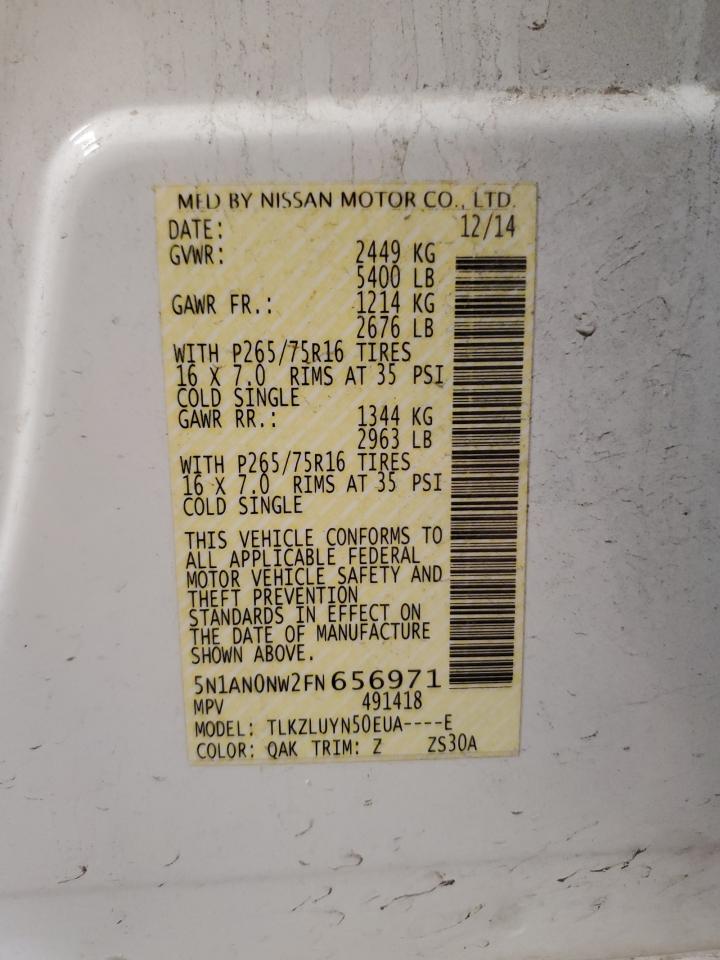 MFD BY NISSAN MOTOR CO., LTD.
DATE: 12/14
GVWR: 2449 KG
5400 LB
GAWR FR.: 1214 KG
2676 LB
WITH P265/75R16 TIRES
16 X 7.0 RIMS AT 35 PSI
COLD SINGLE
GAWR RR.: 1344 KG
2963 LB
WITH P265/75R16 TIRES
16 X 7.0 RIMS AT 35 PSI
COLD SINGLE
THIS VEHICLE CONFORMS TO
ALL APPLICABLE FEDERAL
MOTOR VEHICLE SAFETY AND
THEFT PREVENTION
STANDARDS IN EFFECT ON
THE DATE OF MANUFACTURE
SHOWN ABOVE.
5N1AN0NW2FN656971
MPV 491418
MODEL: TLKZLUYN50EUA----E
COLOR: QAK TRIM: Z ZS30A